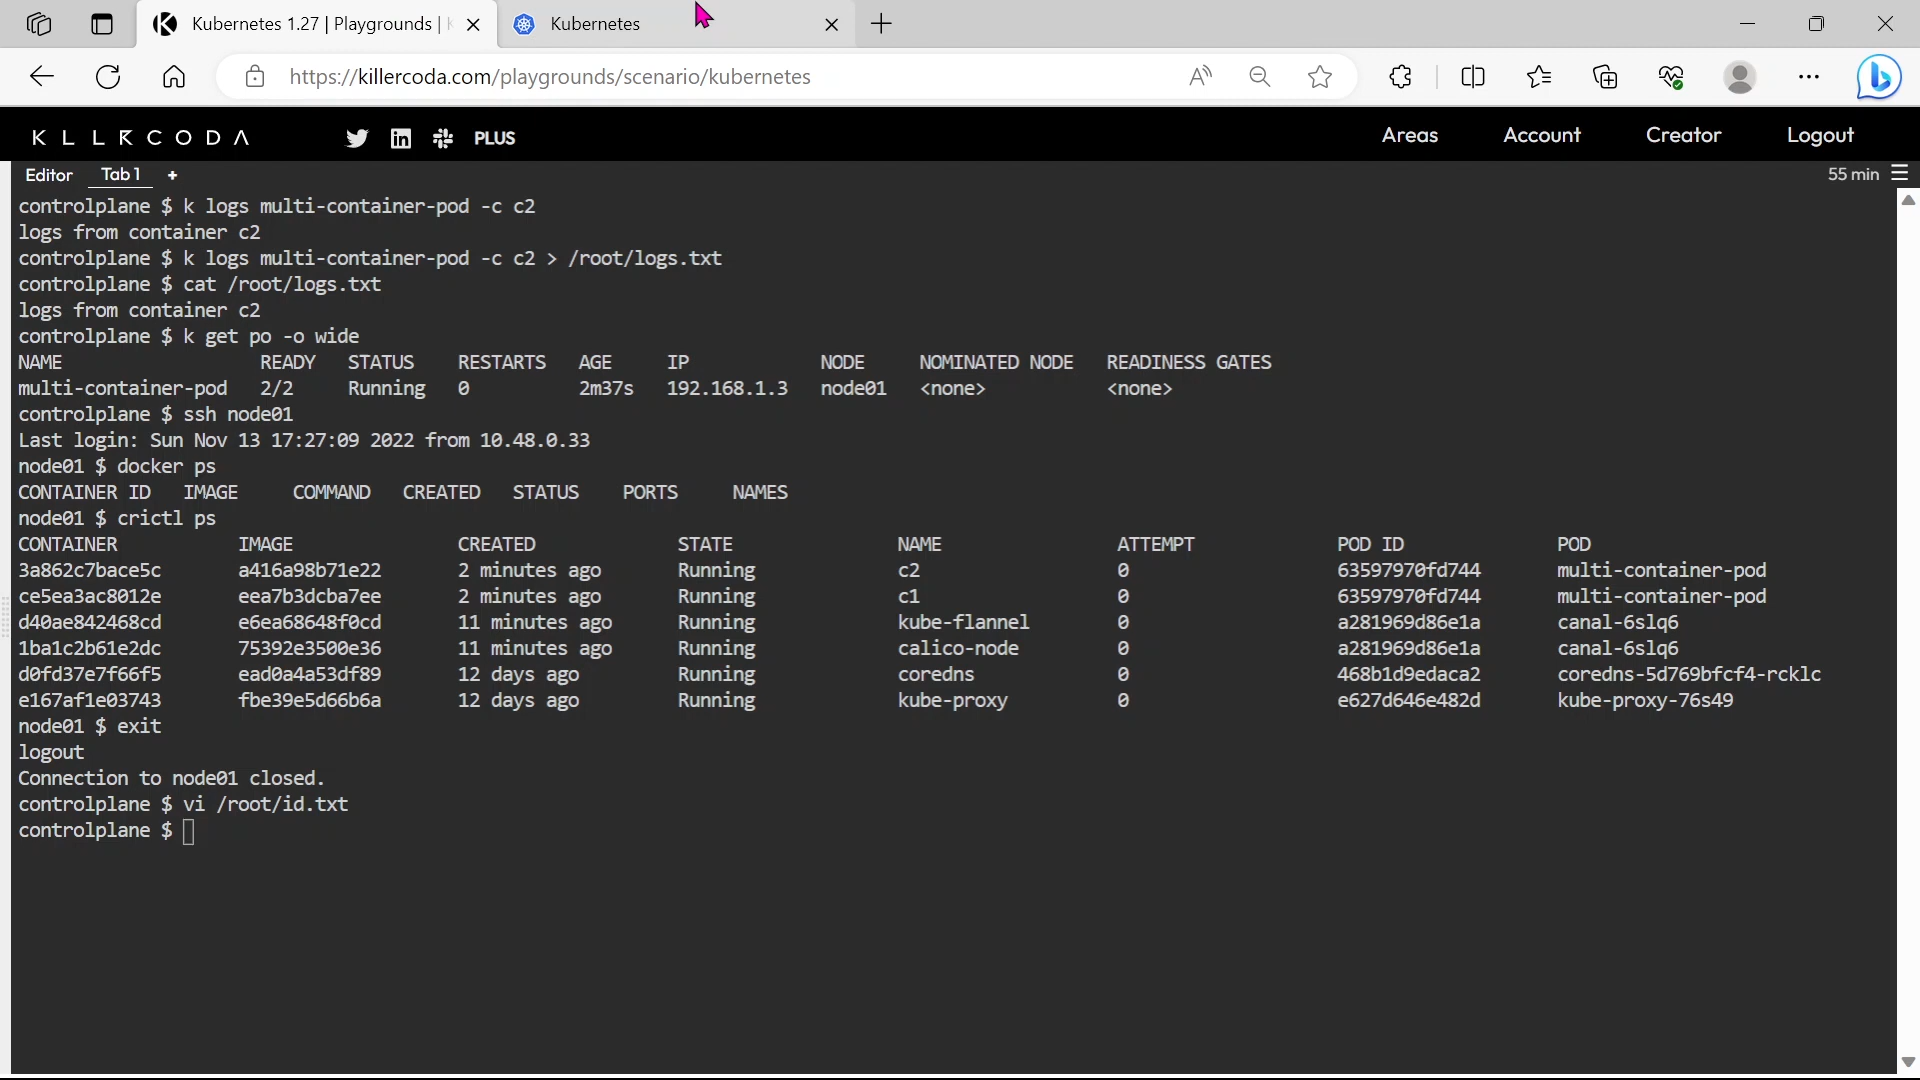 Kubernetes 1.27 | Playgrounds |
Kubernetes
https://killercoda.com/playgrounds/scenario/kubernetes
KLLRCODA
PLUS
Areas
Account
Creator
Logout
Editor
Tab 1
+
55 min
controlplane $ k logs multi-container-pod -c c2
logs from container c2
controlplane $ k logs multi-container-pod -c c2 > /root/logs.txt
controlplane $ cat /root/logs.txt
logs from container c2
controlplane $ k get po -o wide
NAME READY STATUS RESTARTS AGE IP NODE NOMINATED NODE READINESS GATES
multi-container-pod 2/2 Running 0 2m37s 192.168.1.3 node01 <none> <none>
controlplane $ ssh node01
Last login: Sun Nov 13 17:27:09 2022 from 10.48.0.33
node01 $ docker ps
CONTAINER ID IMAGE COMMAND CREATED STATUS PORTS NAMES
node01 $ crictl ps
CONTAINER IMAGE CREATED STATE NAME ATTEMPT POD ID POD
3a862c7bace5c a416a98b71e22 2 minutes ago Running c2 0 63597970fd744 multi-container-pod
ce5ea3ac8012e eea7b3dcba7ee 2 minutes ago Running c1 0 63597970fd744 multi-container-pod
d40ae842468cd e6ea68648f0cd 11 minutes ago Running kube-flannel 0 a281969d86e1a canal-6slq6
1ba1c2b61e2dc 75392e3500e36 11 minutes ago Running calico-node 0 a281969d86e1a canal-6slq6
d0fd37e7f66f5 ead0a4a53df89 12 days ago Running coredns 0 468b1d9edaca2 coredns-5d769bfcf4-rcklc
e167af1e03743 fbe39e5d66b6a 12 days ago Running kube-proxy 0 e627d646e482d kube-proxy-76s49
node01 $ exit
logout
Connection to node01 closed.
controlplane $ vi /root/id.txt
controlplane $